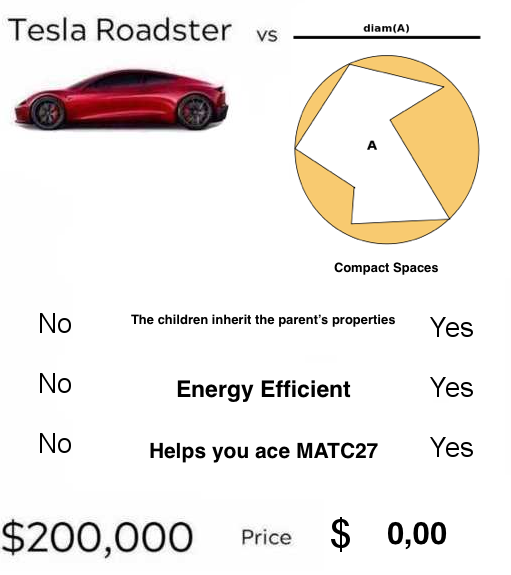 Tesla Roadster vs diam(A)
A
Compact Spaces
No The children inherit the parent's properties Yes
No Energy Efficient Yes
No Helps you ace MATC27 Yes
$200,000 Price $ 0,00